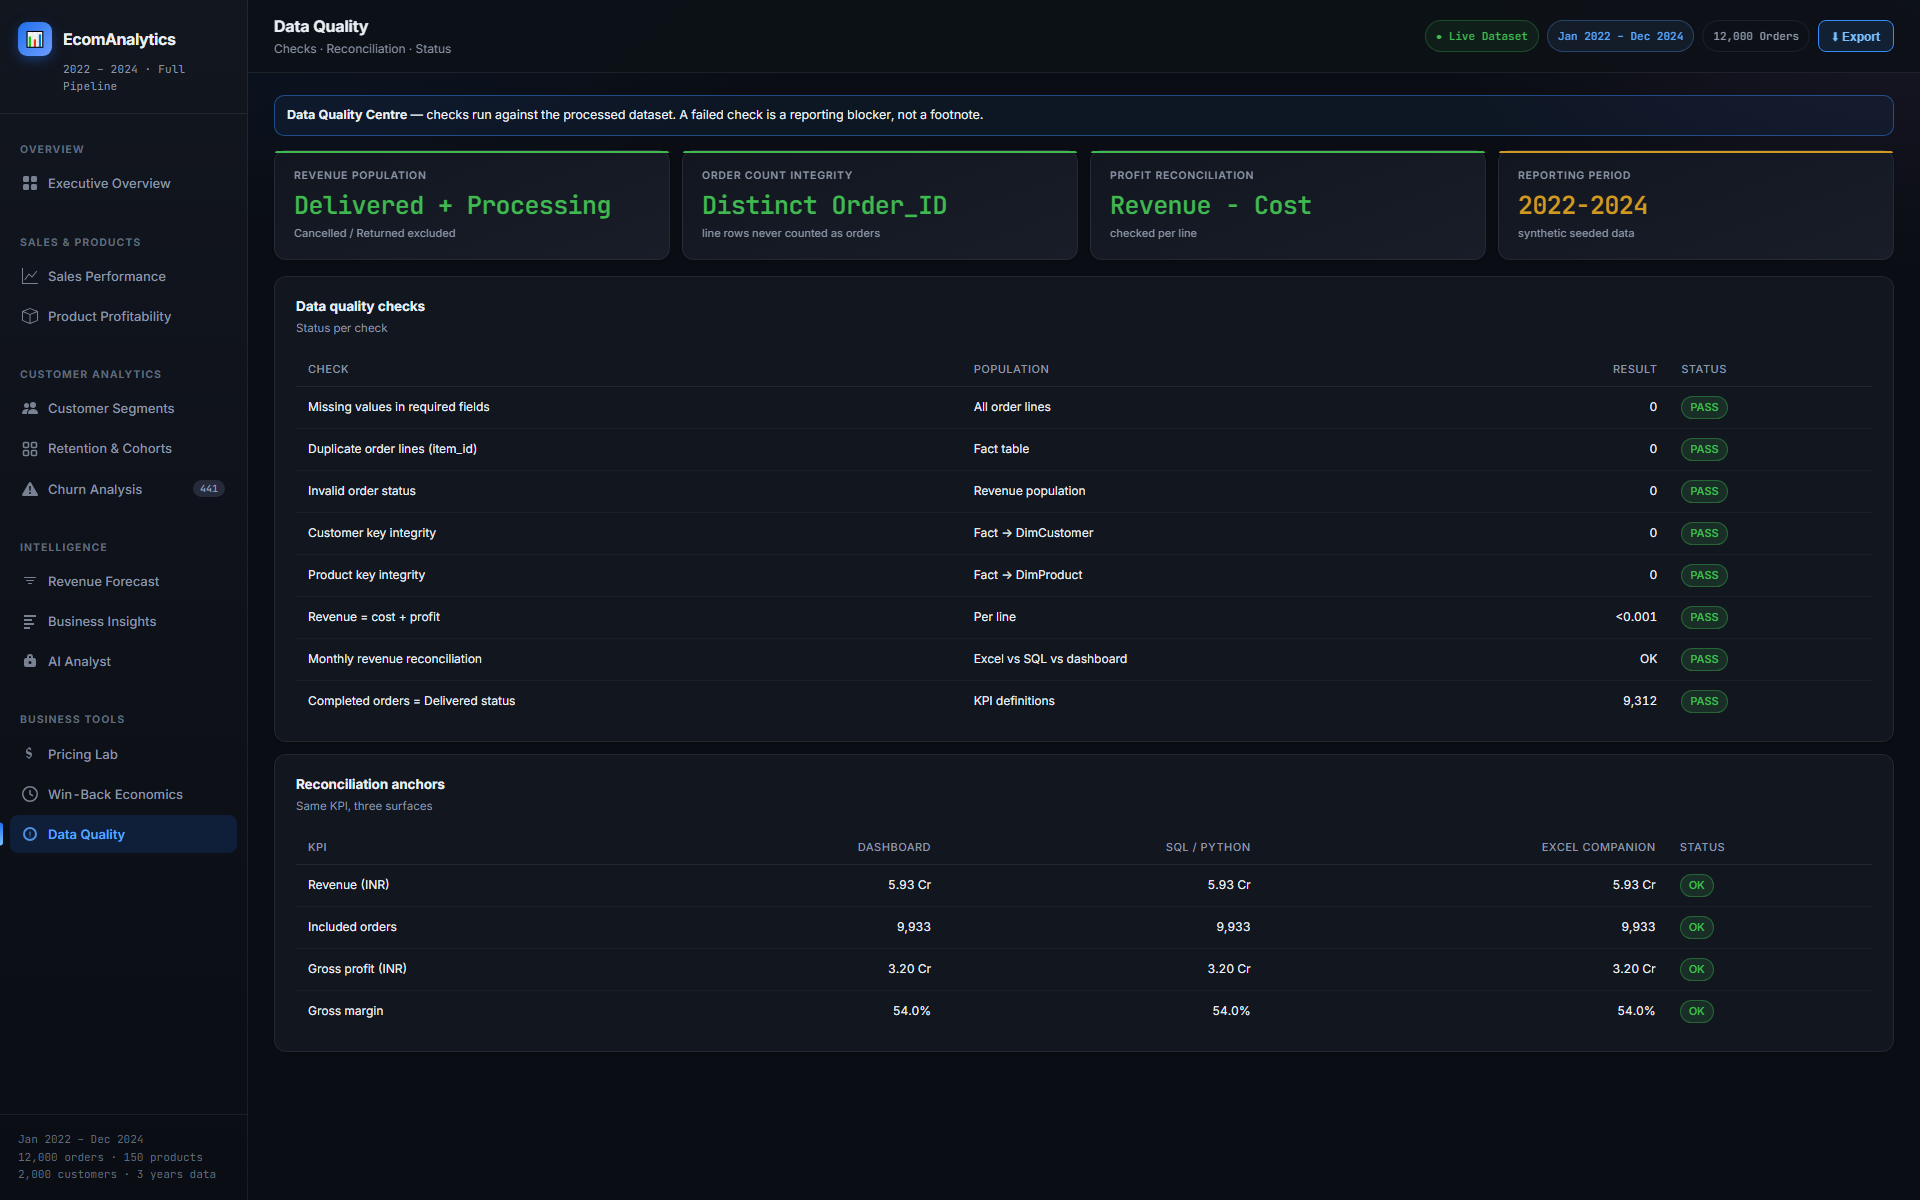 EcomAnalytics
2022 – 2024 · Full
Pipeline
OVERVIEW
Executive Overview
SALES & PRODUCTS
Sales Performance
Product Profitability
CUSTOMER ANALYTICS
Customer Segments
Retention & Cohorts
Churn Analysis 441
INTELLIGENCE
Revenue Forecast
Business Insights
AI Analyst
BUSINESS TOOLS
Pricing Lab
Win-Back Economics
Data Quality
Jan 2022 – Dec 2024
12,000 orders · 150 products
2,000 customers · 3 years data
Data Quality
Checks · Reconciliation · Status
● Live Dataset
Jan 2022 – Dec 2024
12,000 Orders
⬇ Export
Data Quality Centre — checks run against the processed dataset. A failed check is a reporting blocker, not a footnote.
REVENUE POPULATION
Delivered + Processing
Cancelled / Returned excluded
ORDER COUNT INTEGRITY
Distinct Order_ID
line rows never counted as orders
PROFIT RECONCILIATION
Revenue - Cost
checked per line
REPORTING PERIOD
2022-2024
synthetic seeded data
Data quality checks
Status per check
CHECK POPULATION RESULT STATUS
Missing values in required fields All order lines 0 PASS
Duplicate order lines (item_id) Fact table 0 PASS
Invalid order status Revenue population 0 PASS
Customer key integrity Fact → DimCustomer 0 PASS
Product key integrity Fact → DimProduct 0 PASS
Revenue = cost + profit Per line <0.001 PASS
Monthly revenue reconciliation Excel vs SQL vs dashboard OK PASS
Completed orders = Delivered status KPI definitions 9,312 PASS
Reconciliation anchors
Same KPI, three surfaces
KPI DASHBOARD SQL / PYTHON EXCEL COMPANION STATUS
Revenue (INR) 5.93 Cr 5.93 Cr 5.93 Cr OK
Included orders 9,933 9,933 9,933 OK
Gross profit (INR) 3.20 Cr 3.20 Cr 3.20 Cr OK
Gross margin 54.0% 54.0% 54.0% OK